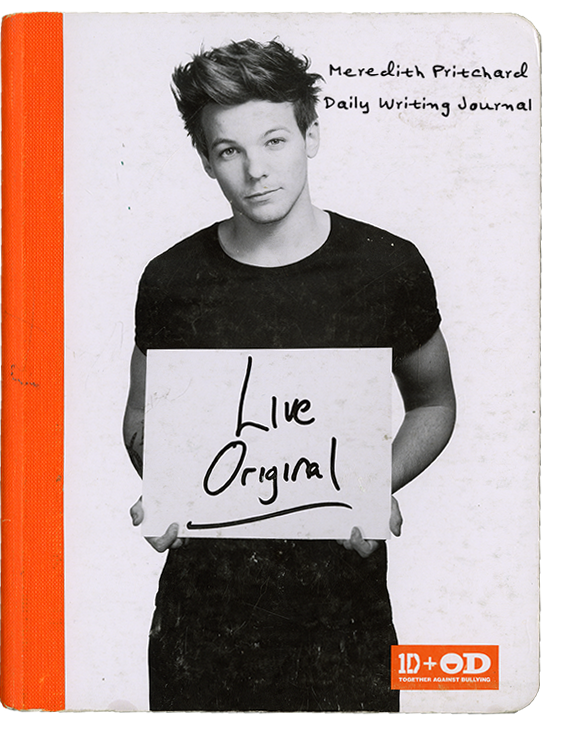 Meredith Pritchard
Daily Writing Journal
Live
Original
1D+OD
TOGETHER AGAINST BULLYING